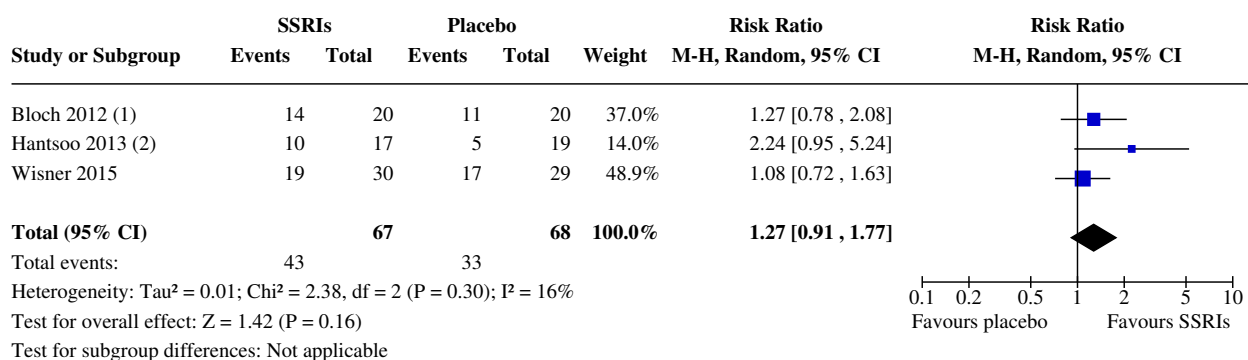 SSRIs Placebo Risk Ratio Risk Ratio
Study or Subgroup Events Total Events Total Weight M-H, Random, 95% CI M-H, Random, 95% CI
Bloch 2012 (1) 14 20 11 20 37.0% 1.27 [0.78 , 2.08]
Hantsoo 2013 (2) 10 17 5 19 14.0% 2.24 [0.95 , 5.24]
Wisner 2015 19 30 17 29 48.9% 1.08 [0.72 , 1.63]
Total (95% CI) 67 68 100.0% 1.27 [0.91 , 1.77]
Total events: 43 33
Heterogeneity: Tau² = 0.01; Chi² = 2.38, df = 2 (P = 0.30); I² = 16%
0.1 0.2 0.5 1 2 5 10
Test for overall effect: Z = 1.42 (P = 0.16) Favours placebo Favours SSRIs
Test for subgroup differences: Not applicable